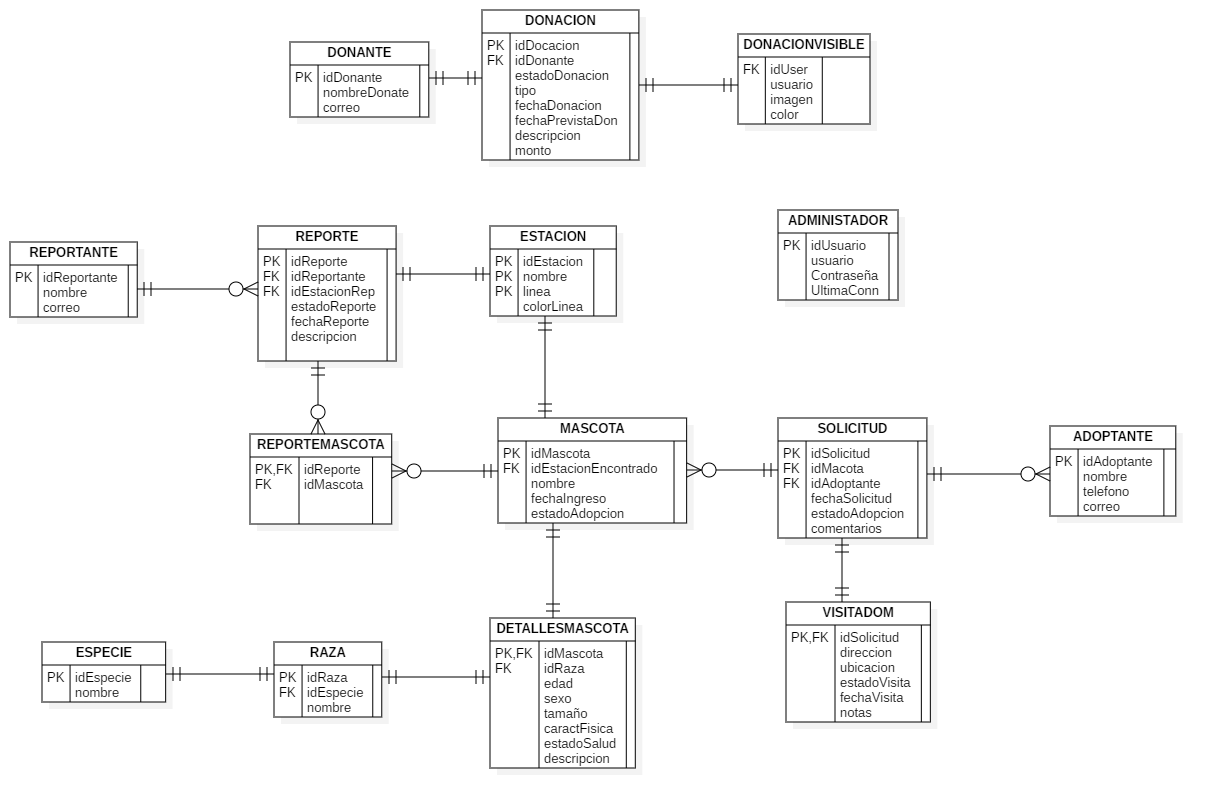 DONANTE
PK idDonante
nombreDonate
correo
DONACION
PK idDocacion
FK idDonante
estadoDonacion
tipo
fechaDonacion
fechaPrevistaDon
descripcion
monto
DONACIONVISIBLE
FK idUser
usuario
imagen
color
REPORTANTE
PK idReportante
nombre
correo
REPORTE
PK idReporte
FK idReportante
FK idEstacionRep
estadoReporte
fechaReporte
descripcion
ESTACION
PK idEstacion
PK nombre
PK linea
colorLinea
ADMINISTADOR
PK idUsuario
usuario
Contraseña
UltimaConn
REPORTEMASCOTA
PK,FK idReporte
FK idMascota
MASCOTA
PK idMascota
FK idEstacionEncontrado
nombre
fechaIngreso
estadoAdopcion
SOLICITUD
PK idSolicitud
FK idMacota
FK idAdoptante
fechaSolicitud
estadoAdopcion
comentarios
ADOPTANTE
PK idAdoptante
nombre
telefono
correo
ESPECIE
PK idEspecie
nombre
RAZA
PK idRaza
FK idEspecie
nombre
DETALLESMASCOTA
PK,FK idMascota
FK idRaza
edad
sexo
tamaño
caractFisica
estadoSalud
descripcion
VISITADOM
PK,FK idSolicitud
direccion
ubicacion
estadoVisita
fechaVisita
notas